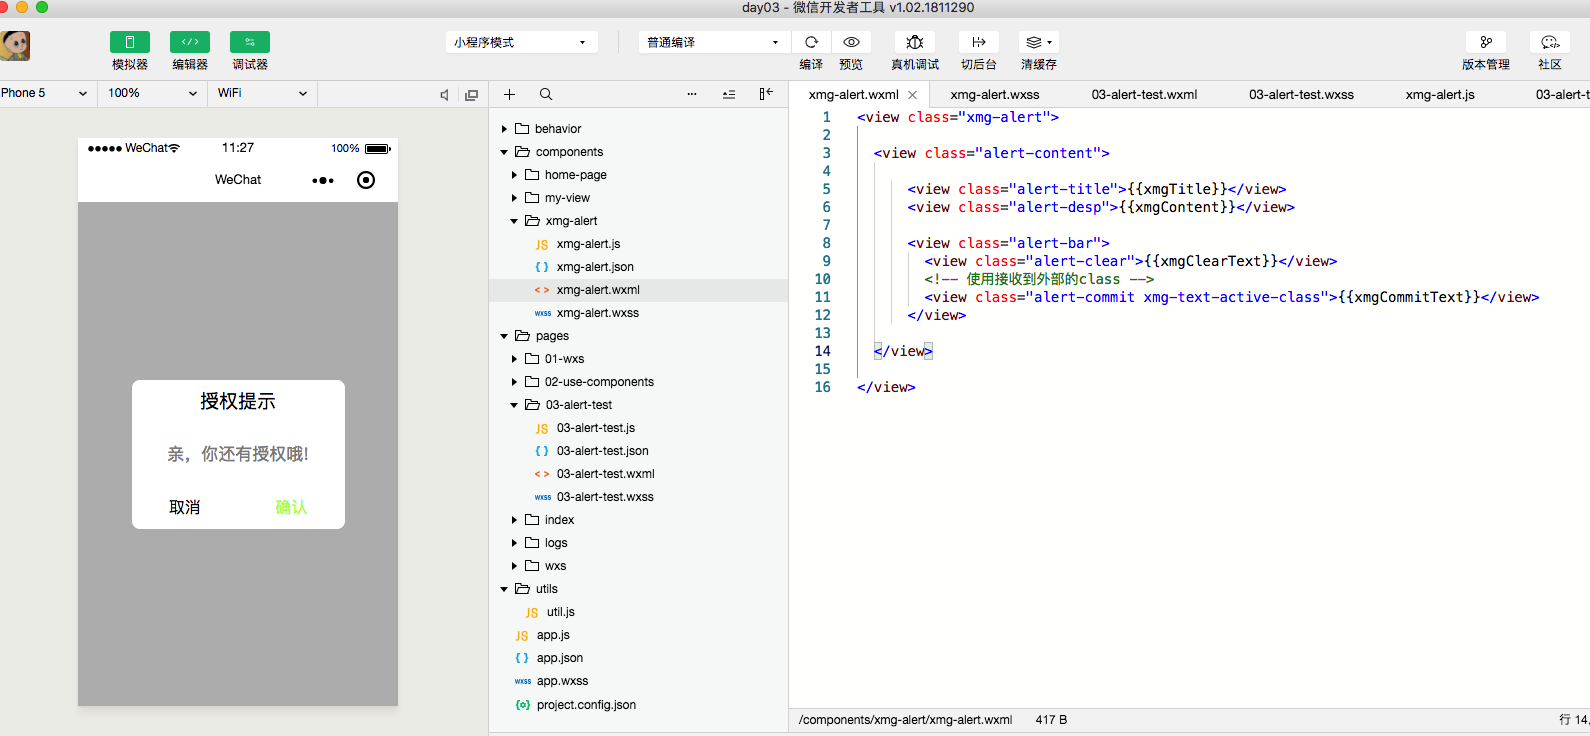 day03 - 微信开发者工具 v1.02.1811290
模拟器
编辑器
调试器
小程序模式
普通编译
编译
预览
真机调试
切后台
清缓存
版本管理
社区
Phone 5
100%
WiFi
WeChat
11:27
100%
WeChat
授权提示
亲，你还有授权哦!
取消
确认
behavior
components
home-page
my-view
xmg-alert
JS xmg-alert.js
{ } xmg-alert.json
< > xmg-alert.wxml
wxss xmg-alert.wxss
pages
01-wxs
02-use-components
03-alert-test
JS 03-alert-test.js
{ } 03-alert-test.json
< > 03-alert-test.wxml
wxss 03-alert-test.wxss
index
logs
wxs
utils
JS util.js
JS app.js
{ } app.json
wxss app.wxss
{o} project.config.json
xmg-alert.wxml
xmg-alert.wxss
03-alert-test.wxml
03-alert-test.wxss
xmg-alert.js
03-alert-t
1 <view class="xmg-alert">
2
3 <view class="alert-content">
4
5 <view class="alert-title">{{xmgTitle}}</view>
6 <view class="alert-desp">{{xmgContent}}</view>
7
8 <view class="alert-bar">
9 <view class="alert-clear">{{xmgClearText}}</view>
10 <!-- 使用接收到外部的class -->
11 <view class="alert-commit xmg-text-active-class">{{xmgCommitText}}</view>
12 </view>
13
14 </view>
15
16 </view>
/components/xmg-alert/xmg-alert.wxml 417 B
行 14,